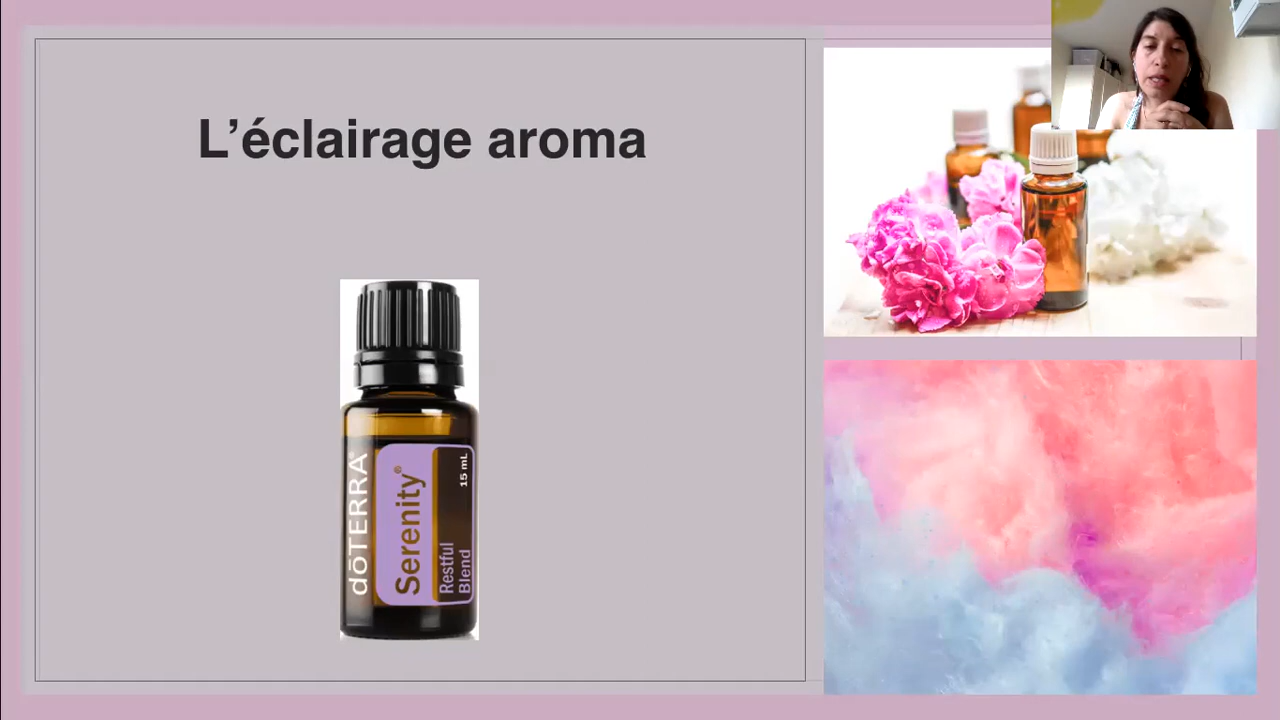 L’éclairage aroma
dōTERRA®
Serenity®
Restful
Blend
15 mL